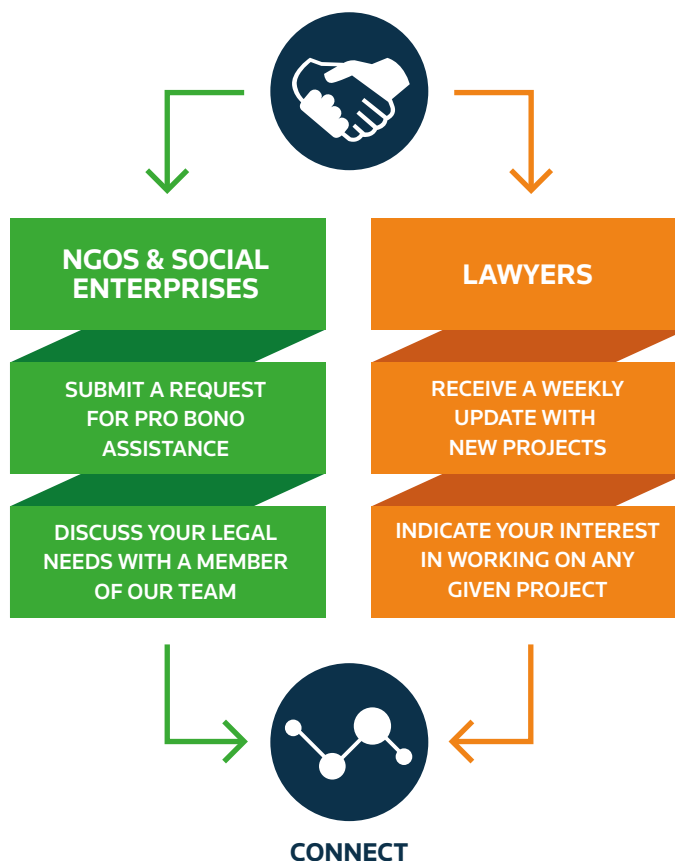 NGOS & SOCIAL
ENTERPRISES
SUBMIT A REQUEST
FOR PRO BONO
ASSISTANCE
DISCUSS YOUR LEGAL
NEEDS WITH A MEMBER
OF OUR TEAM
LAWYERS
RECEIVE A WEEKLY
UPDATE WITH
NEW PROJECTS
INDICATE YOUR INTEREST
IN WORKING ON ANY
GIVEN PROJECT
CONNECT